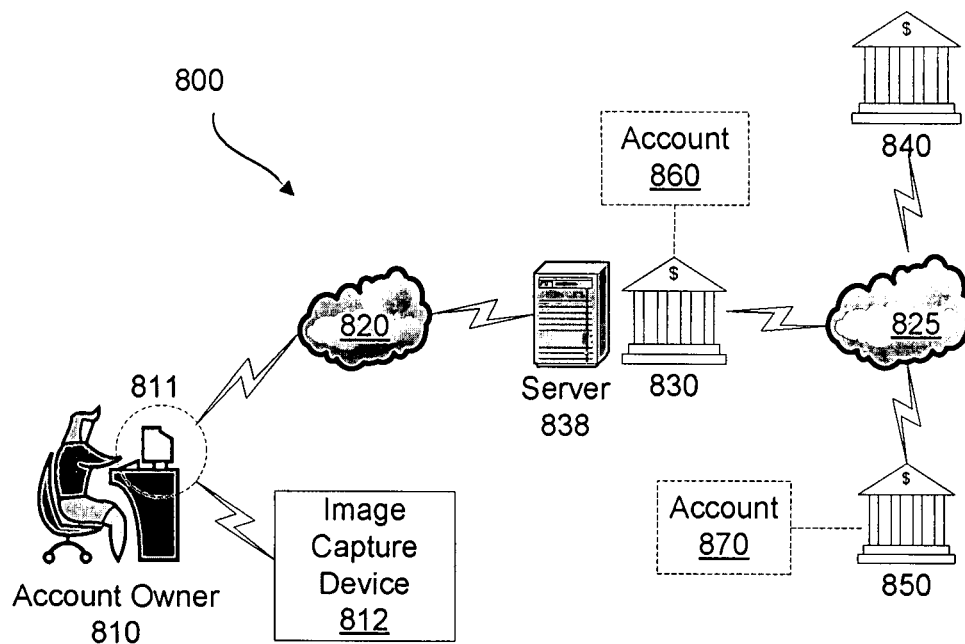 $
840
800
Account
860
$
820
825
811
Server
838
830
Account
870
$
850
Image
Capture
Device
812
Account Owner
810